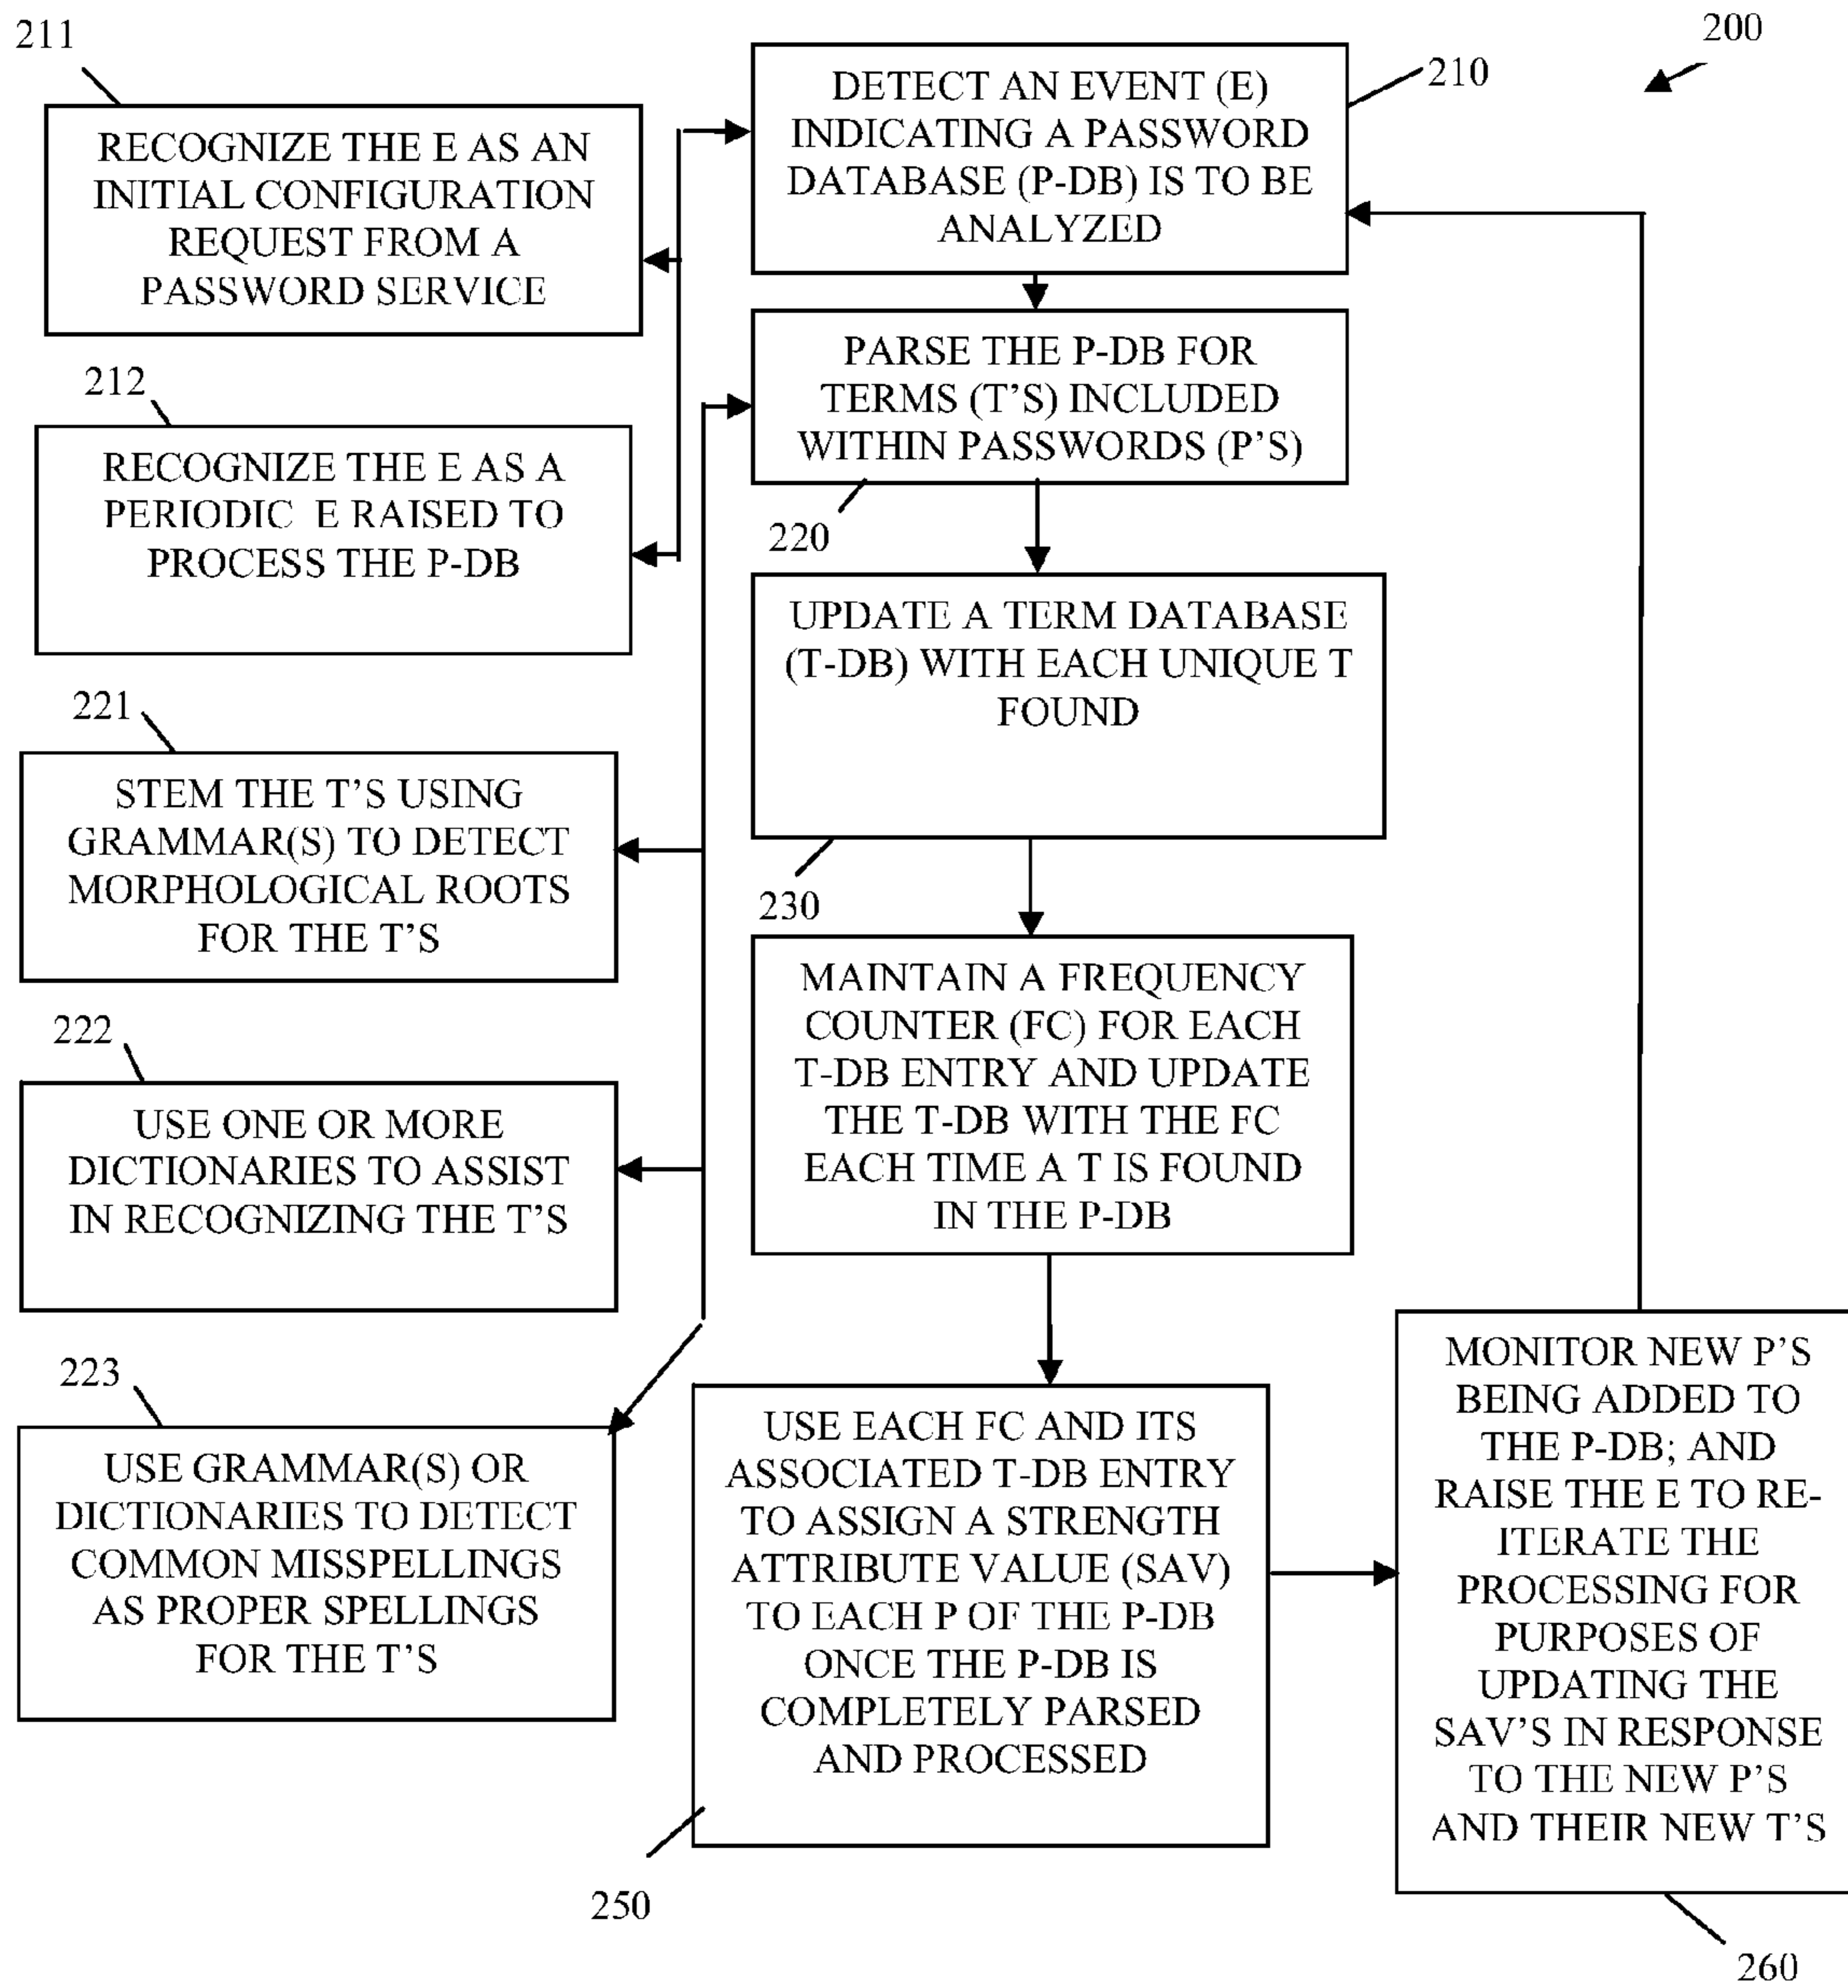 200
210
DETECT AN EVENT (E)
INDICATING A PASSWORD
DATABASE (P-DB) IS TO BE
ANALYZED
211
RECOGNIZE THE E AS AN
INITIAL CONFIGURATION
REQUEST FROM A
PASSWORD SERVICE
212
RECOGNIZE THE E AS A
PERIODIC E RAISED TO
PROCESS THE P-DB
PARSE THE P-DB FOR
TERMS (T'S) INCLUDED
WITHIN PASSWORDS (P'S)
220
221
STEM THE T'S USING
GRAMMAR(S) TO DETECT
MORPHOLOGICAL ROOTS
FOR THE T'S
222
USE ONE OR MORE
DICTIONARIES TO ASSIST
IN RECOGNIZING THE T'S
223
USE GRAMMAR(S) OR
DICTIONARIES TO DETECT
COMMON MISSPELLINGS
AS PROPER SPELLINGS
FOR THE T'S
UPDATE A TERM DATABASE
(T-DB) WITH EACH UNIQUE T
FOUND
230
MAINTAIN A FREQUENCY
COUNTER (FC) FOR EACH
T-DB ENTRY AND UPDATE
THE T-DB WITH THE FC
EACH TIME A T IS FOUND
IN THE P-DB
USE EACH FC AND ITS
ASSOCIATED T-DB ENTRY
TO ASSIGN A STRENGTH
ATTRIBUTE VALUE (SAV)
TO EACH P OF THE P-DB
ONCE THE P-DB IS
COMPLETELY PARSED
AND PROCESSED
250
MONITOR NEW P'S
BEING ADDED TO
THE P-DB; AND
RAISE THE E TO RE-
ITERATE THE
PROCESSING FOR
PURPOSES OF
UPDATING THE
SAV'S IN RESPONSE
TO THE NEW P'S
AND THEIR NEW T'S
260